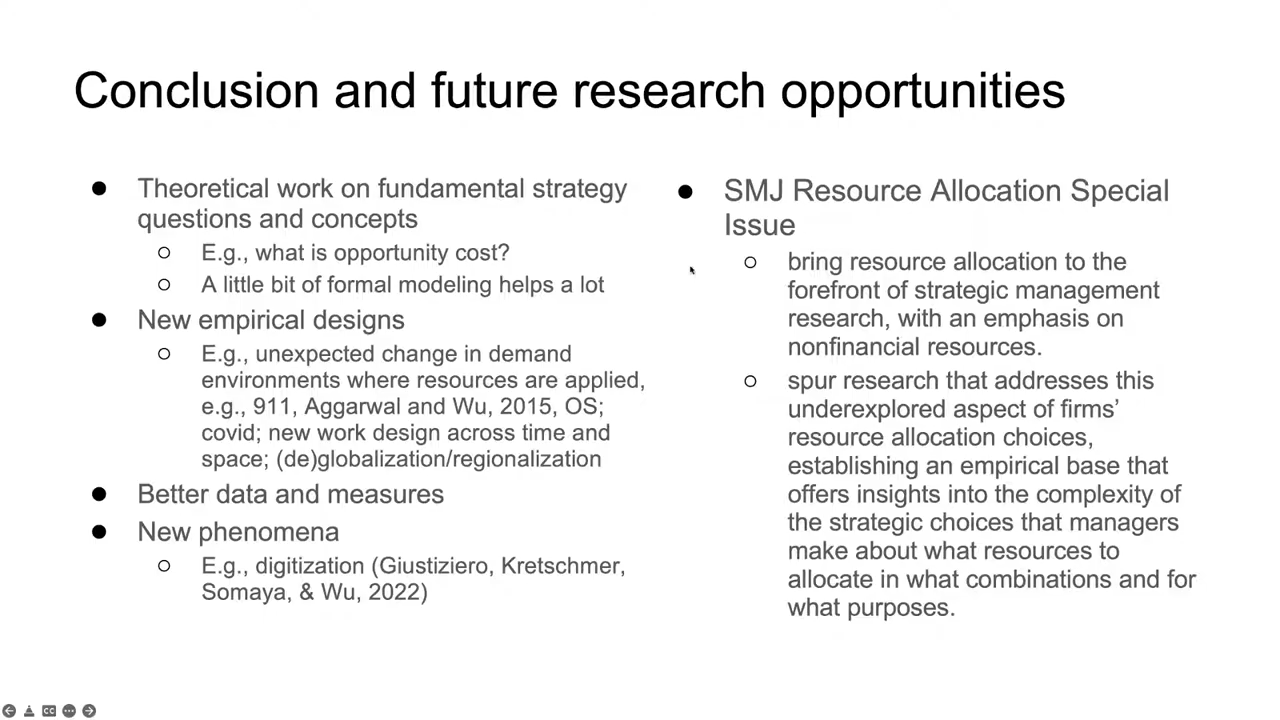 Conclusion and future research opportunities
● Theoretical work on fundamental strategy
questions and concepts
○ E.g., what is opportunity cost?
○ A little bit of formal modeling helps a lot
● New empirical designs
○ E.g., unexpected change in demand
environments where resources are applied,
e.g., 911, Aggarwal and Wu, 2015, OS;
covid; new work design across time and
space; (de)globalization/regionalization
● Better data and measures
● New phenomena
○ E.g., digitization (Giustiziero, Kretschmer,
Somaya, & Wu, 2022)
● SMJ Resource Allocation Special
Issue
○ bring resource allocation to the
forefront of strategic management
research, with an emphasis on
nonfinancial resources.
○ spur research that addresses this
underexplored aspect of firms’
resource allocation choices,
establishing an empirical base that
offers insights into the complexity of
the strategic choices that managers
make about what resources to
allocate in what combinations and for
what purposes.
CC